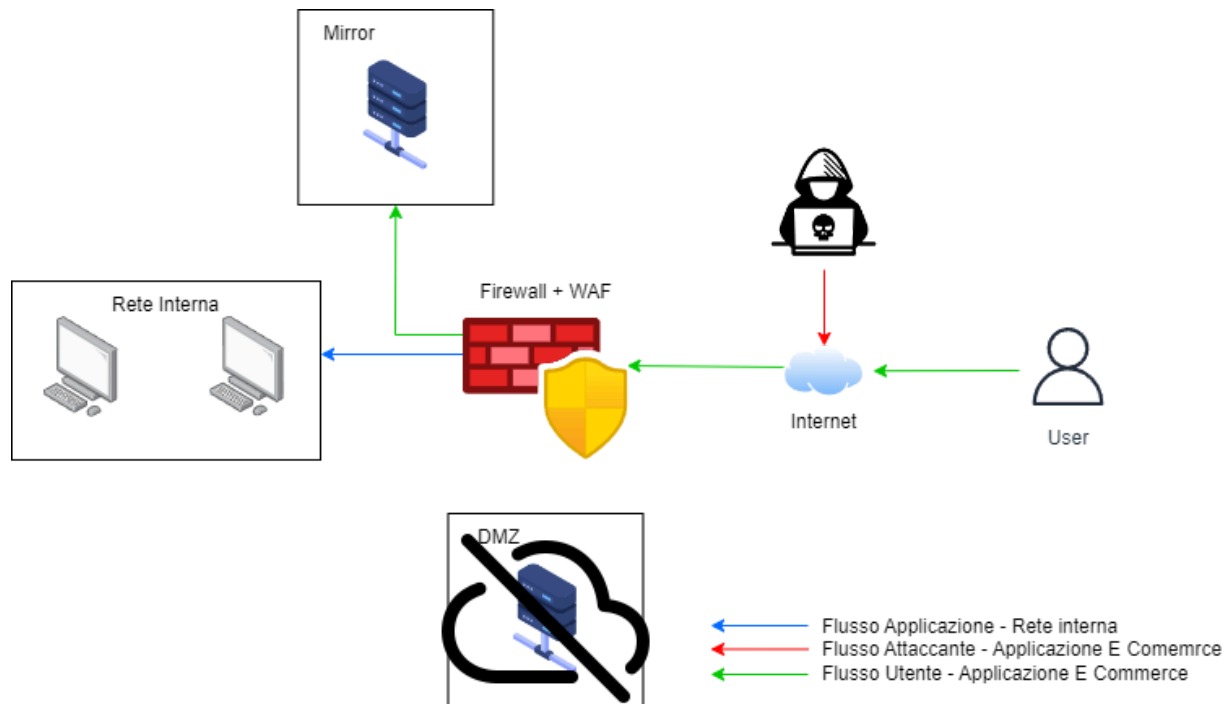 Mirror
Rete Interna
Firewall + WAF
Internet
User
DMZ
Flusso Applicazione - Rete interna
Flusso Attaccante - Applicazione E Comemrce
Flusso Utente - Applicazione E Commerce